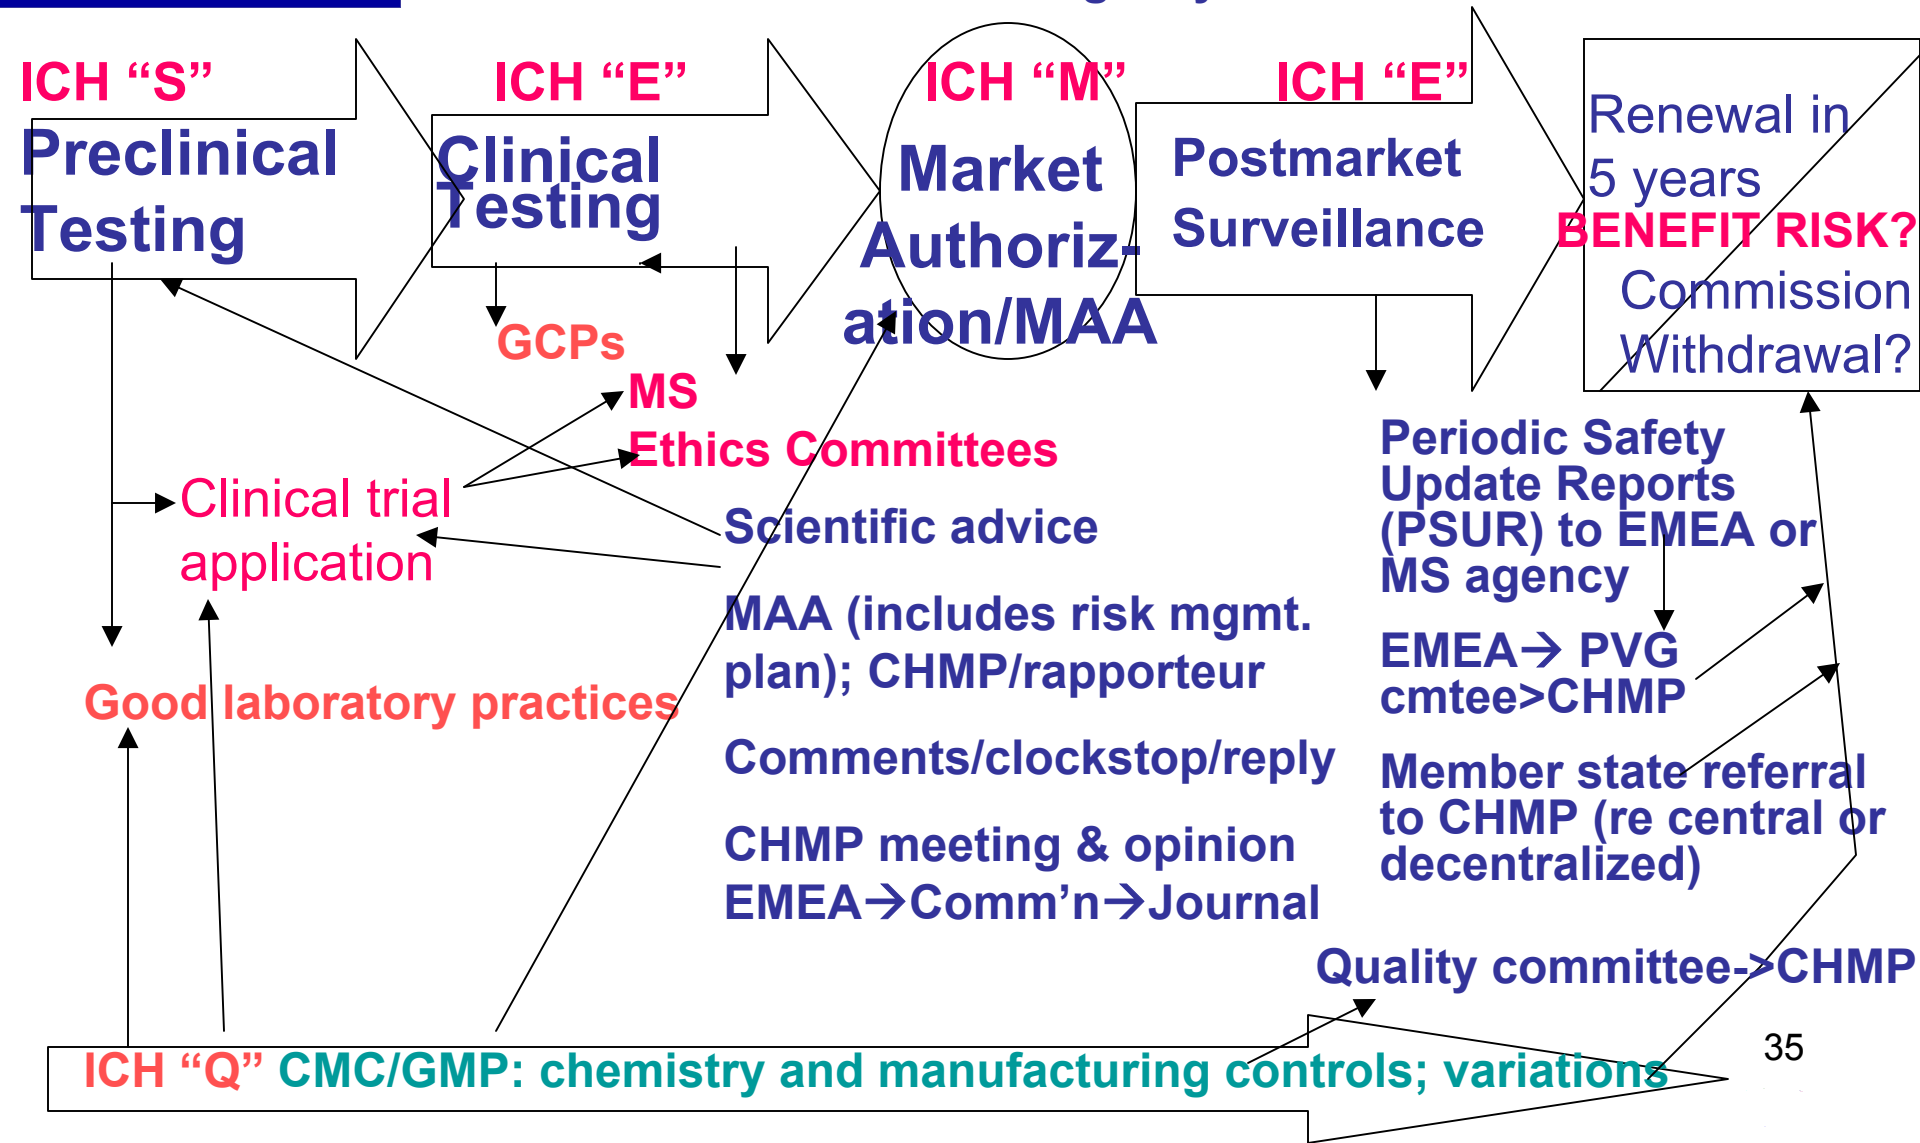 ICH “S”
Preclinical
Testing
ICH “E”
Clinical
Testing
ICH “M”
Market
Authoriz-
ation/MAA
ICH “E”
Postmarket
Surveillance
Renewal in
5 years
BENEFIT RISK?
Commission
Withdrawal?
GCPs
MS
Ethics Committees
Clinical trial
application
Good laboratory practices
Scientific advice
MAA (includes risk mgmt.
plan); CHMP/rapporteur
Comments/clockstop/reply
CHMP meeting & opinion
EMEA→Comm’n→Journal
Periodic Safety
Update Reports
(PSUR) to EMEA or
MS agency
EMEA→ PVG
cmtee>CHMP
Member state referral
to CHMP (re central or
decentralized)
Quality committee->CHMP
ICH “Q” CMC/GMP: chemistry and manufacturing controls; variations
35